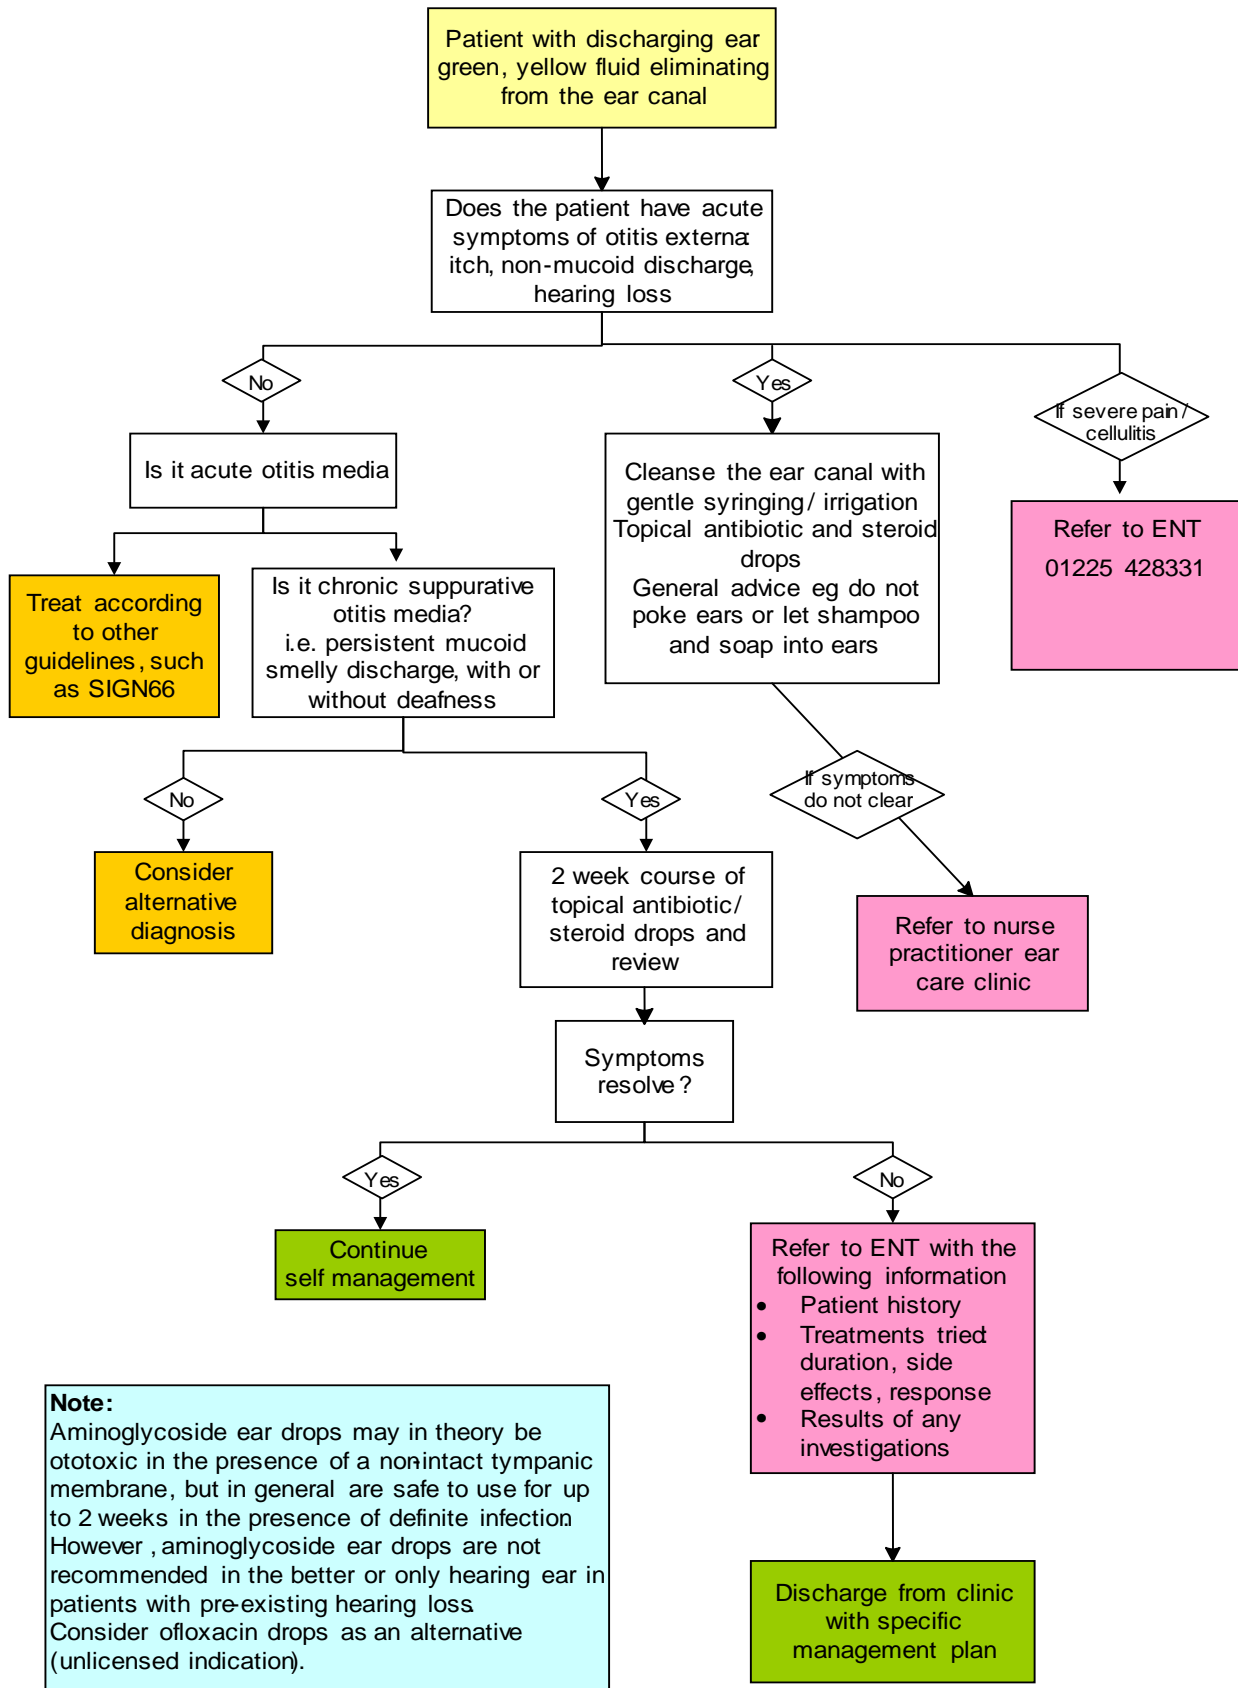 Patient with discharging ear
green, yellow fluid eliminating
from the ear canal
Does the patient have acute
symptoms of otitis externa:
itch, non-mucoid discharge,
hearing loss
No
Yes
If severe pain /
cellulitis
Is it acute otitis media
Cleanse the ear canal with
gentle syringing / irrigation
Topical antibiotic and steroid
drops
General advice eg do not
poke ears or let shampoo
and soap into ears
Refer to ENT
01225 428331
Treat according
to other
guidelines, such
as SIGN66
Is it chronic suppurative
otitis media?
i.e. persistent mucoid
smelly discharge, with or
without deafness
No
Yes
If symptoms
do not clear
Consider
alternative
diagnosis
2 week course of
topical antibiotic/
steroid drops and
review
Refer to nurse
practitioner ear
care clinic
Symptoms
resolve?
Yes
No
Continue
self management
Refer to ENT with the
following information
• Patient history
• Treatments tried:
duration, side
effects, response
• Results of any
investigations
Note:
Aminoglycoside ear drops may in theory be
ototoxic in the presence of a non-intact tympanic
membrane, but in general are safe to use for up
to 2 weeks in the presence of definite infection.
However , aminoglycoside ear drops are not
recommended in the better or only hearing ear in
patients with pre-existing hearing loss.
Consider ofloxacin drops as an alternative
(unlicensed indication).
Discharge from clinic
with specific
management plan